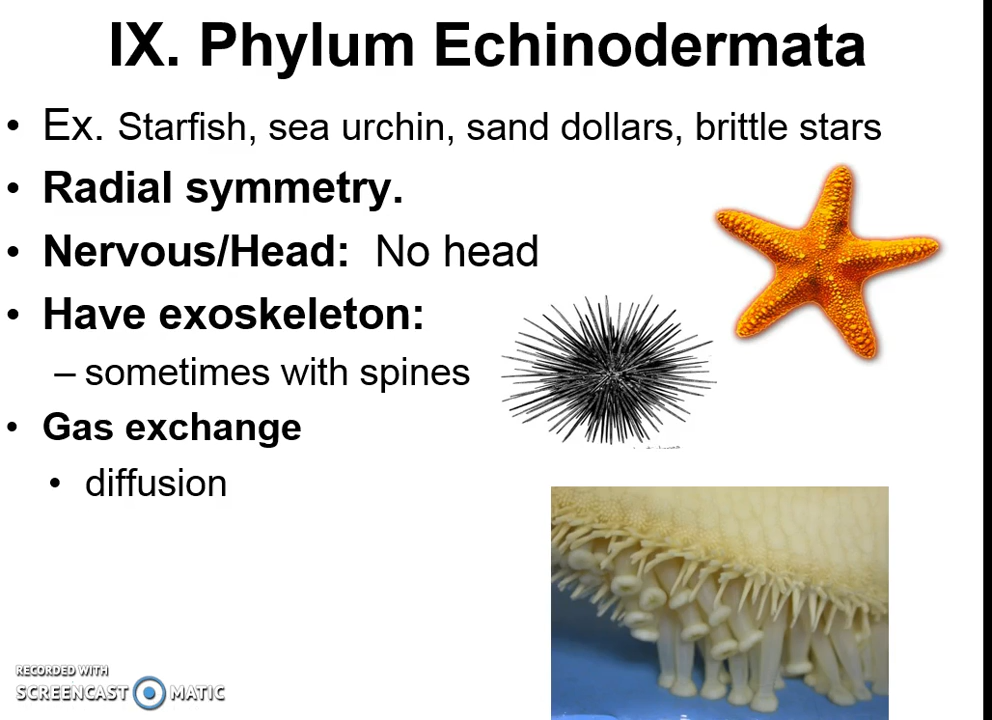 IX. Phylum Echinodermata
• Ex. Starfish, sea urchin, sand dollars, brittle stars
• Radial symmetry.
• Nervous/Head: No head
• Have exoskeleton:
– sometimes with spines
• Gas exchange
• diffusion
RECORDED WITH
SCREENCAST MATIC